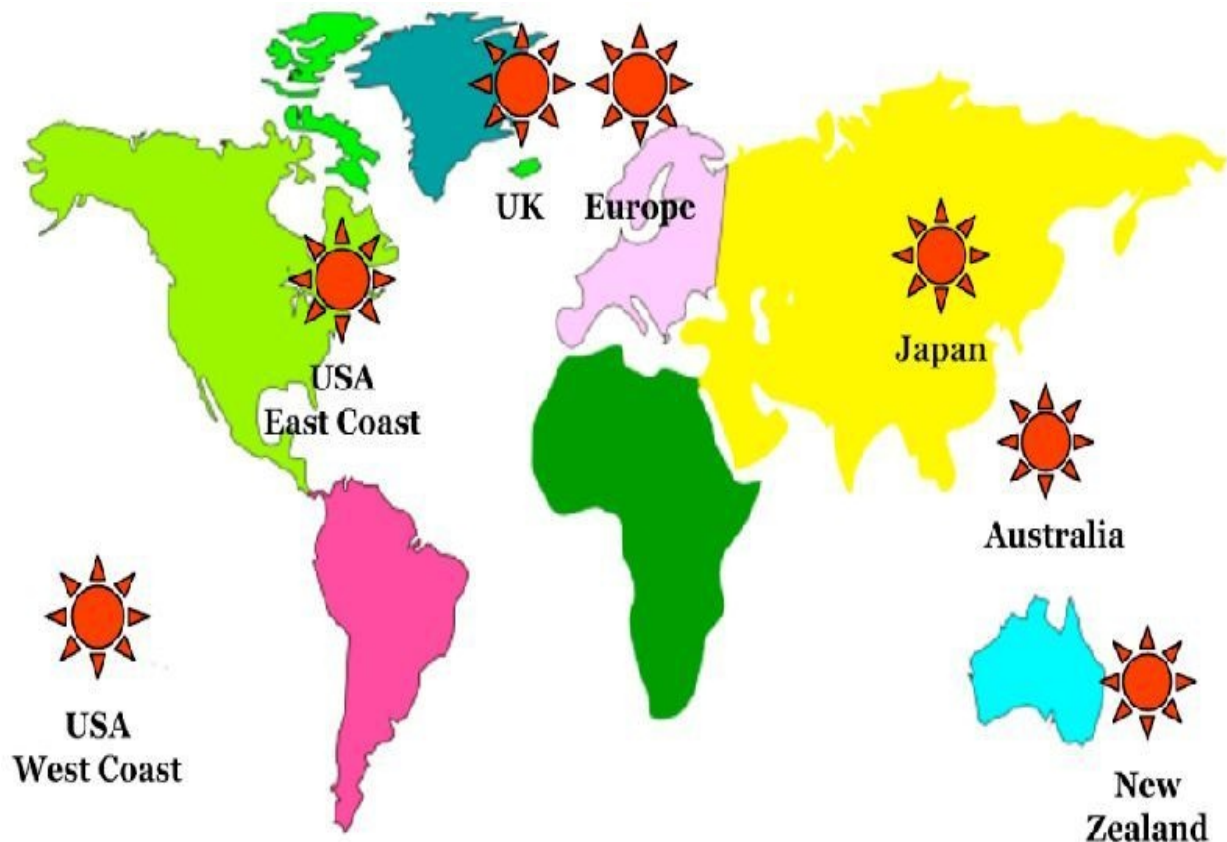 UK
Europe
Japan
USA
East Coast
Australia
USA
West Coast
New
Zealand